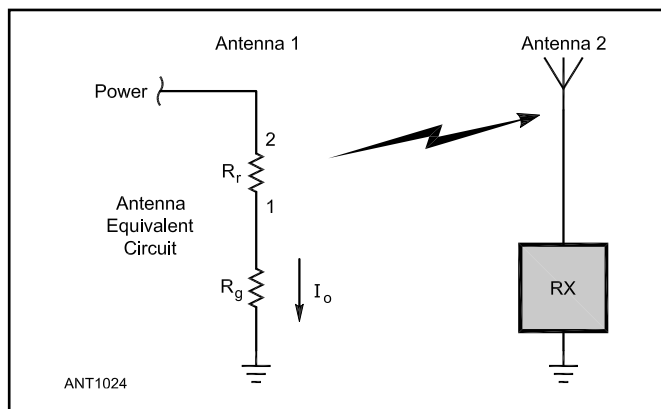 Antenna 1
Antenna 2
Power
2
Rr
1
Antenna
Equivalent
Circuit
Rg
Io
RX
ANT1024